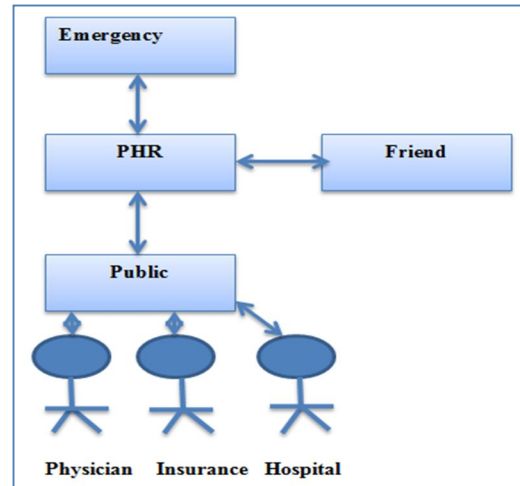 Emergency
PHR
Friend
Public
Physician Insurance Hospital